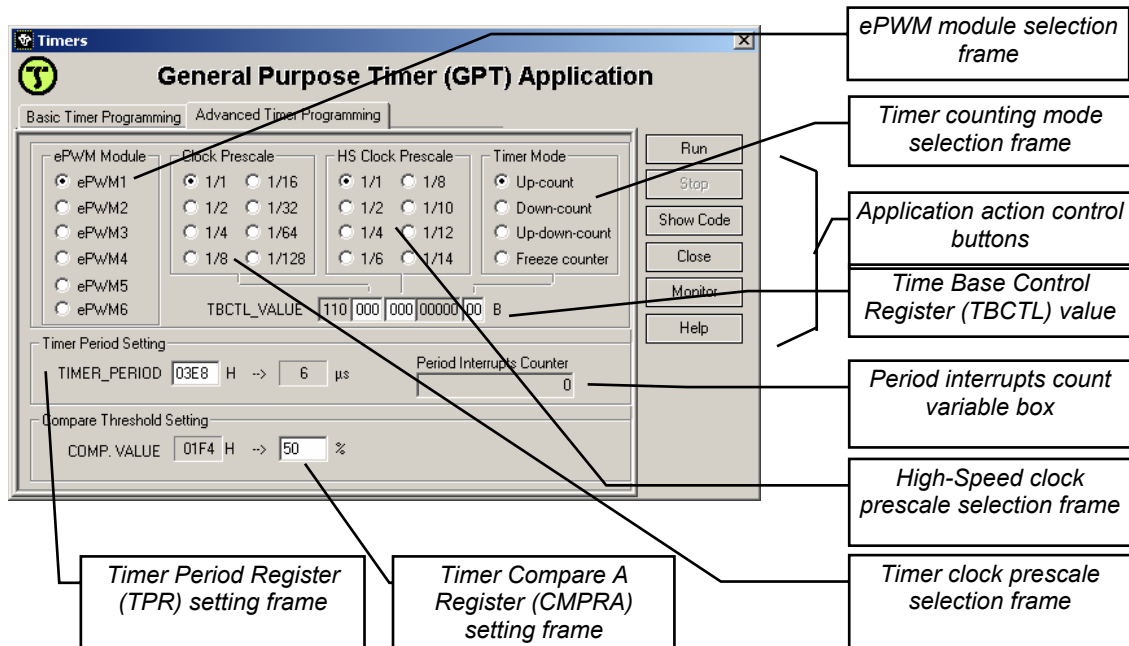 Timers
General Purpose Timer (GPT) Application
Basic Timer Programming
Advanced Timer Programming
ePWM Module
ePWM1
ePWM2
ePWM3
ePWM4
ePWM5
ePWM6
Clock Prescale
1/1
1/16
1/2
1/32
1/4
1/64
1/8
1/128
HS Clock Prescale
1/1
1/8
1/2
1/10
1/4
1/12
1/6
1/14
Timer Mode
Up-count
Down-count
Up-down-count
Freeze counter
TBCTL_VALUE 110 000 000 00000 00 B
Timer Period Setting
TIMER_PERIOD 03E8 H --> 6 µs
Period Interrupts Counter
0
Compare Threshold Setting
COMP. VALUE 01F4 H --> 50 %
Run
Stop
Show Code
Close
Monitor
Help
ePWM module selection
frame
Timer counting mode
selection frame
Application action control
buttons
Time Base Control
Register (TBCTL) value
Period interrupts count
variable box
High-Speed clock
prescale selection frame
Timer clock prescale
selection frame
Timer Period Register
(TPR) setting frame
Timer Compare A
Register (CMPRA)
setting frame